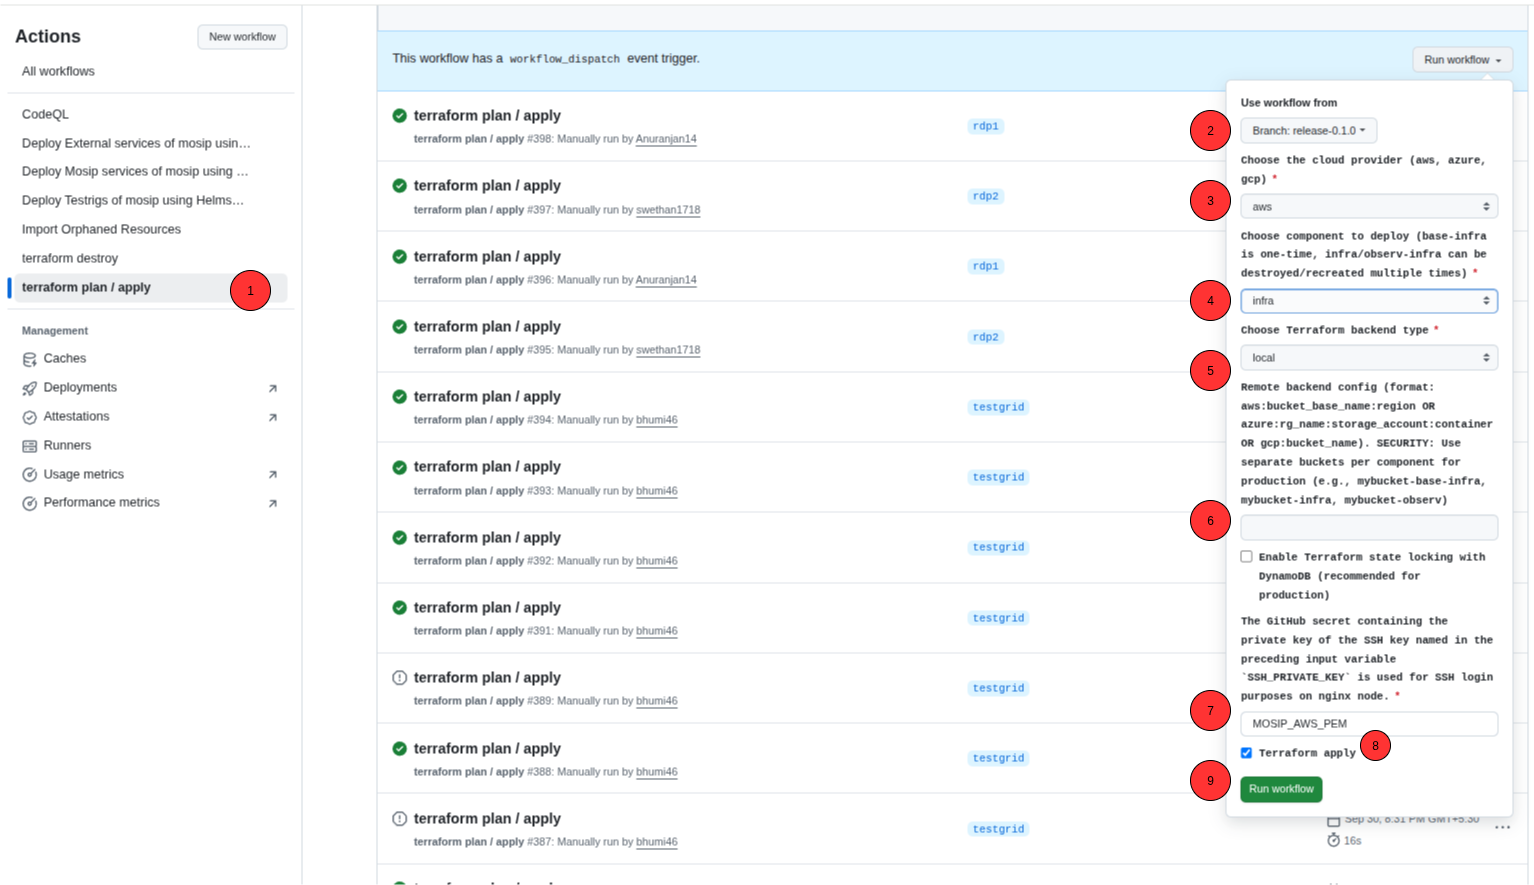 Actions
New workflow
All workflows
CodeQL
Deploy External services of mosip usin...
Deploy Mosip services of mosip using ...
Deploy Testrigs of mosip using Helms...
Import Orphaned Resources
terraform destroy
terraform plan / apply
1
Management
Caches
Deployments
Attestations
Runners
Usage metrics
Performance metrics
This workflow has a workflow_dispatch event trigger.
Run workflow
terraform plan / apply
terraform plan / apply #398: Manually run by Anuranjan14
rdp1
terraform plan / apply
terraform plan / apply #397: Manually run by swethan1718
rdp2
terraform plan / apply
terraform plan / apply #396: Manually run by Anuranjan14
rdp1
terraform plan / apply
terraform plan / apply #395: Manually run by swethan1718
rdp2
terraform plan / apply
terraform plan / apply #394: Manually run by bhumi46
testgrid
terraform plan / apply
terraform plan / apply #393: Manually run by bhumi46
testgrid
terraform plan / apply
terraform plan / apply #392: Manually run by bhumi46
testgrid
terraform plan / apply
terraform plan / apply #391: Manually run by bhumi46
testgrid
terraform plan / apply
terraform plan / apply #389: Manually run by bhumi46
testgrid
terraform plan / apply
terraform plan / apply #388: Manually run by bhumi46
testgrid
terraform plan / apply
terraform plan / apply #387: Manually run by bhumi46
testgrid
Use workflow from
2
Branch: release-0.1.0
Choose the cloud provider (aws, azure,
gcp) *
3
aws
Choose component to deploy (base-infra
is one-time, infra/observ-infra can be
destroyed/recreated multiple times) *
4
infra
Choose Terraform backend type *
local
5
Remote backend config (format:
aws:bucket_base_name:region OR
azure:rg_name:storage_account:container
OR gcp:bucket_name). SECURITY: Use
separate buckets per component for
production (e.g., mybucket-base-infra,
mybucket-infra, mybucket-observ)
6
Enable Terraform state locking with
DynamoDB (recommended for
production)
The GitHub secret containing the
private key of the SSH key named in the
preceding input variable
`SSH_PRIVATE_KEY` is used for SSH login
purposes on nginx node. *
7
MOSIP_AWS_PEM
Terraform apply
8
9
Run workflow
Sep 30, 8:31 PM GMT+5:30
16s